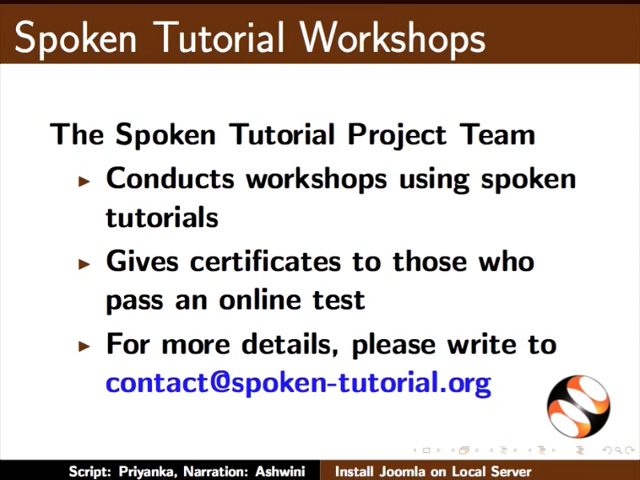 Spoken Tutorial Workshops
The Spoken Tutorial Project Team
Conducts workshops using spoken
tutorials
Gives certificates to those who
pass an online test
For more details, please write to
contact@spoken-tutorial.org
Script: Priyanka, Narration: Ashwini
Install Joomla on Local Server